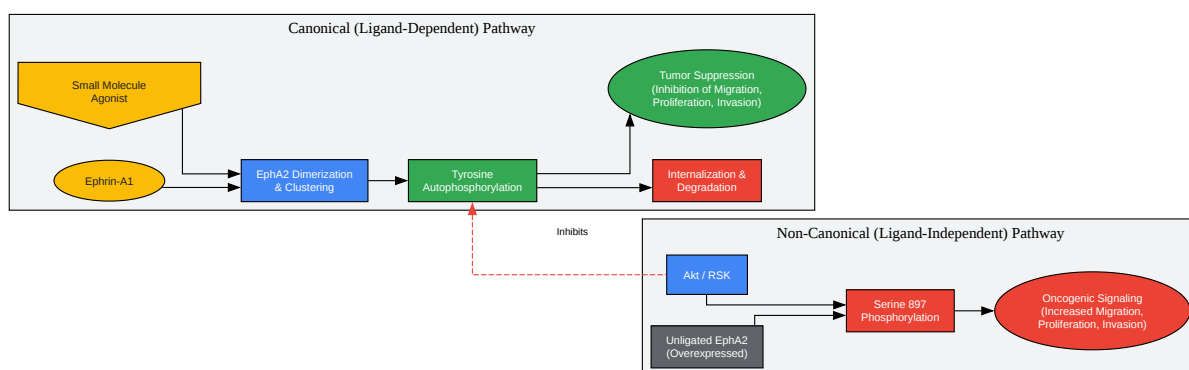 Canonical (Ligand-Dependent) Pathway
Small Molecule
Agonist
Tumor Suppression
(Inhibition of Migration,
Proliferation, Invasion)
Ephrin-A1
EphA2 Dimerization
& Clustering
Tyrosine
Autophosphorylation
Internalization &
Degradation
Inhibits
Non-Canonical (Ligand-Independent) Pathway
Akt / RSK
Serine 897
Phosphorylation
Oncogenic Signaling
(Increased Migration,
Proliferation, Invasion)
Unligated EphA2
(Overexpressed)